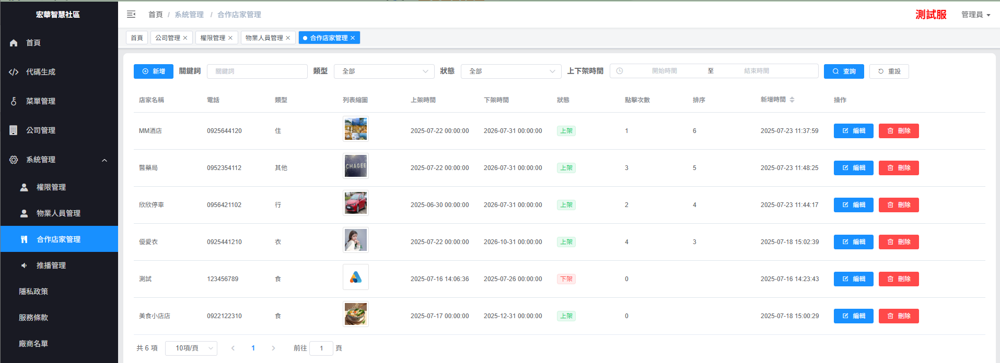 宏華智慧社區
首頁
代碼生成
菜單管理
公司管理
系統管理
權限管理
物業人員管理
合作店家管理
推播管理
隱私政策
服務條款
廠商名單
首頁 / 系統管理 / 合作店家管理
測試服 管理員
首頁 公司管理 權限管理 物業人員管理 合作店家管理
新增 關鍵詞 關鍵詞 類型 全部 狀態 全部 上下架時間 開始時間 至 結束時間 查詢 重設
店家名稱 電話 類型 列表縮圖 上架時間 下架時間 狀態 點擊次數 排序 新增時間 操作
MM酒店 0925644120 住 2025-07-22 00:00:00 2026-07-31 00:00:00 上架 1 6 2025-07-23 11:37:59 編輯 刪除
醫藥局 0952354112 其他 CHAGEE 2025-07-22 00:00:00 2026-07-31 00:00:00 上架 3 5 2025-07-23 11:48:25 編輯 刪除
欣欣停車 0956421102 行 2025-06-30 00:00:00 2026-07-31 00:00:00 上架 2 4 2025-07-23 11:44:17 編輯 刪除
優愛衣 0925441210 衣 2025-07-22 00:00:00 2026-10-31 00:00:00 上架 4 3 2025-07-18 15:02:39 編輯 刪除
測試 123456789 食 2025-07-16 14:06:36 2025-07-26 00:00:00 下架 0 2025-07-16 14:23:43 編輯 刪除
美食小店店 0922122310 食 2025-07-17 00:00:00 2025-12-31 00:00:00 上架 0 2025-07-18 15:00:29 編輯 刪除
共 6 項 10項/頁 1 前往 1 頁